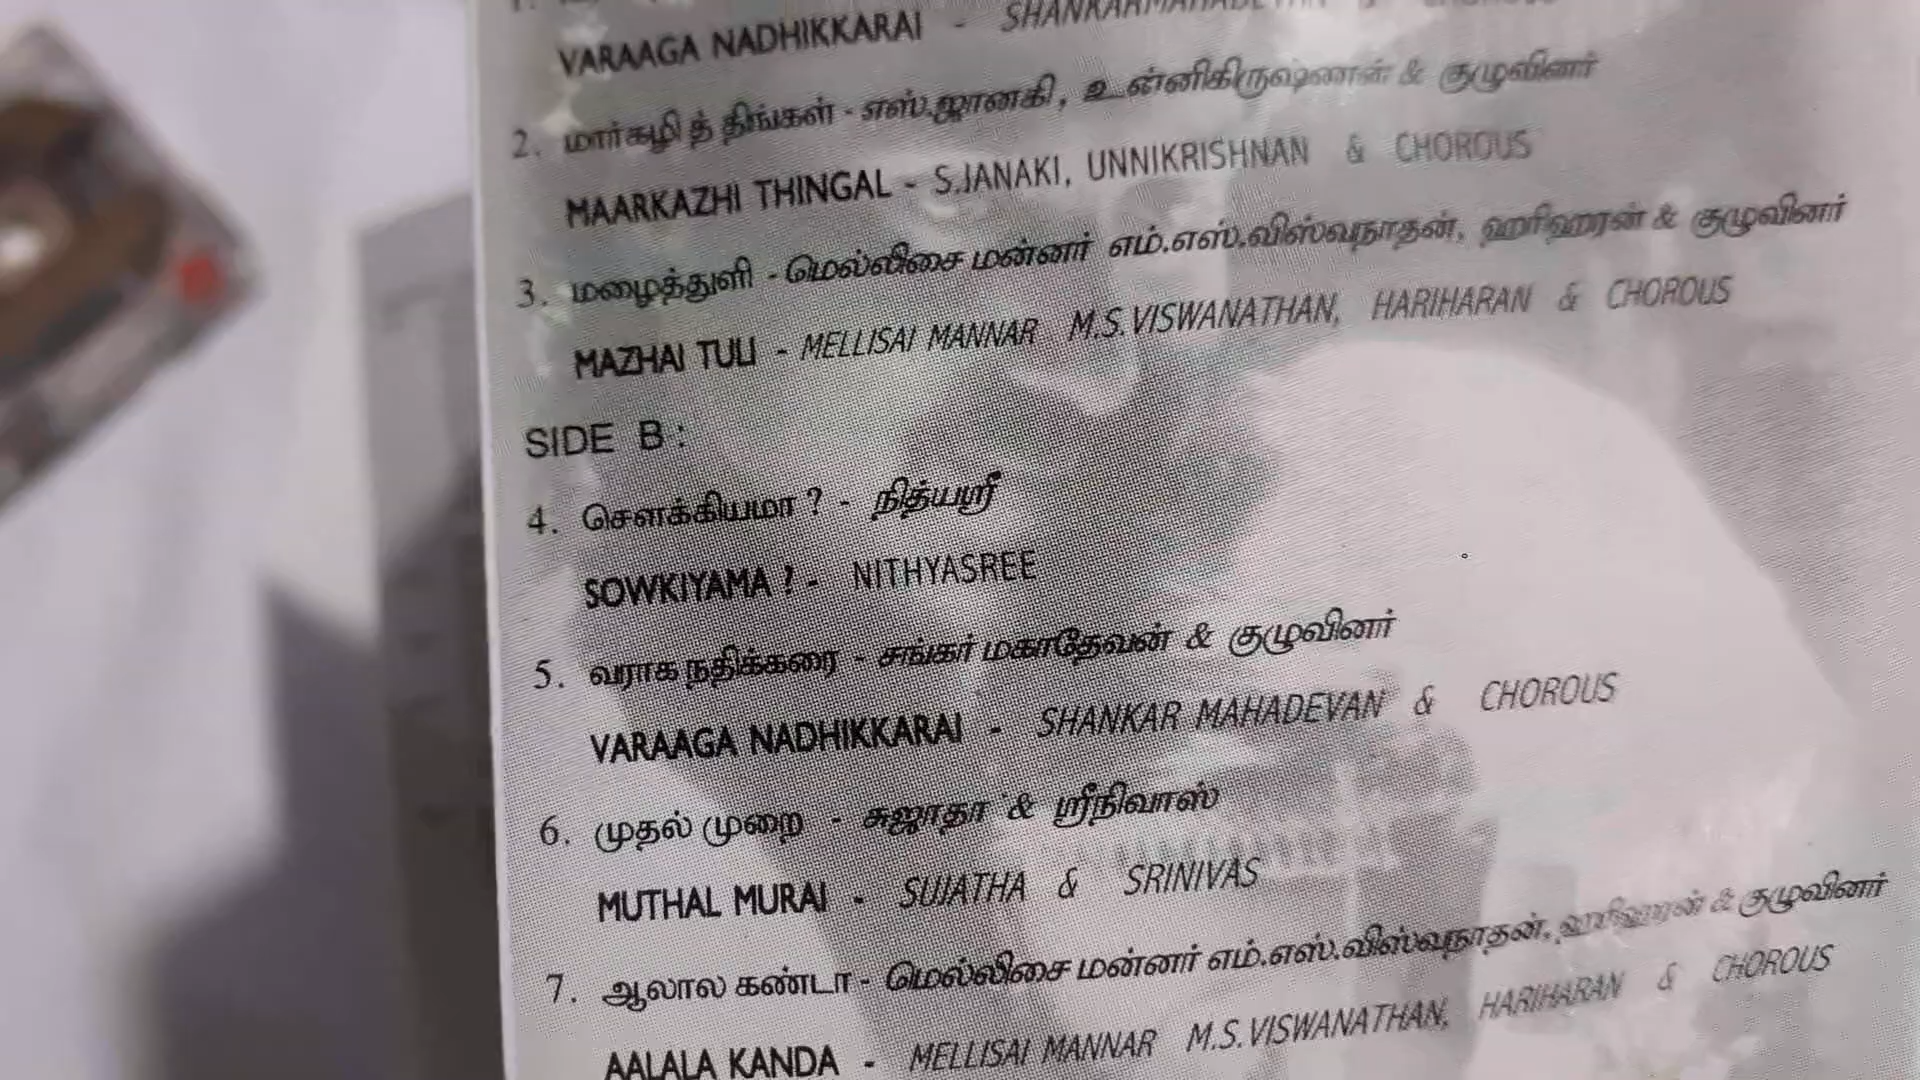 1.
VARAAGA NADHIKKARAI - SHANKARMAHADEVAN & CHOROUS
2. மார்கழித் திங்கள் - எஸ்.ஜானகி, உன்னிகிருஷ்ணன் & குழுவினர்
MAARKAZHI THINGAL - S.JANAKI, UNNIKRISHNAN & CHOROUS
3. மழைத்துளி - மெல்லிசை மன்னர் எம்.எஸ்.விஸ்வநாதன், ஹரிஹரன் & குழுவினர்
MAZHAI TULI - MELLISAI MANNAR M.S.VISWANATHAN, HARIHARAN & CHOROUS
SIDE B :
4. சௌக்கியமா ? - நித்யஸ்ரீ
SOWKIYAMA ? - NITHYASREE
5. வராக நதிக்கரை - சங்கர் மகாதேவன் & குழுவினர்
VARAAGA NADHIKKARAI - SHANKAR MAHADEVAN & CHOROUS
6. முதல் முறை - சுஜாதா & ஸ்ரீநிவாஸ்
MUTHAL MURAI - SUJATHA & SRINIVAS
7. ஆலால கண்டா - மெல்லிசை மன்னர் எம்.எஸ்.விஸ்வநாதன், ஹரிஹரன் & குழுவினர்
AALALA KANDA - MELLISAI MANNAR M.S.VISWANATHAN, HARIHARAN & CHOROUS